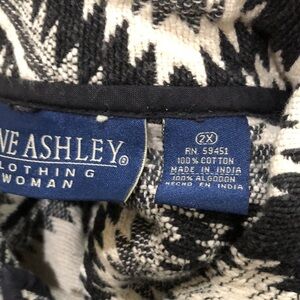 NE ASHLEY®
LOTHING
WOMAN
2X
RN. 59451
100% COTTON
MADE IN INDIA
100% ALGODON
HECHO EN INDIA